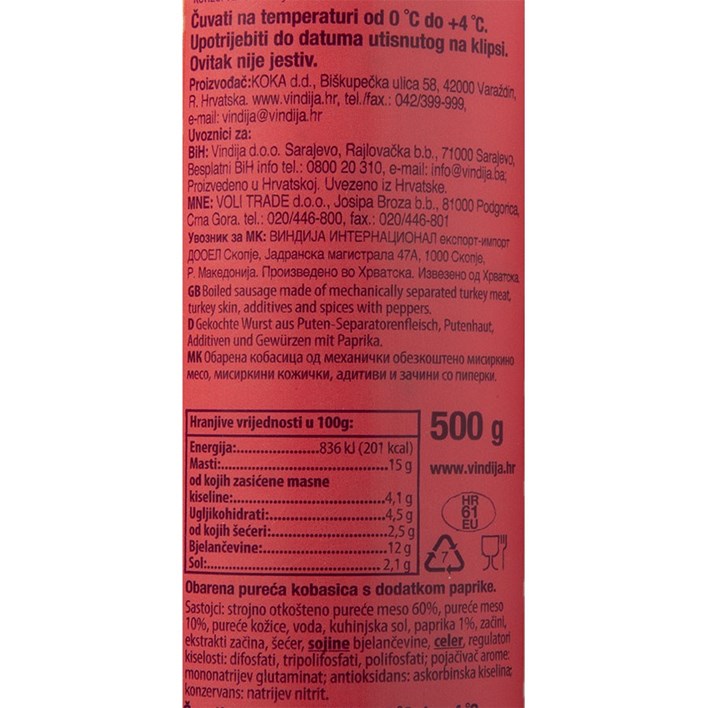 Čuvati na temperaturi od 0 °C do +4 °C.
Upotrijebiti do datuma utisnutog na klipsi.
Ovitak nije jestiv.
Proizvođač:KOKA d.d., Biškupečka ulica 58, 42000 Varaždin,
R. Hrvatska. www.vindija.hr, tel./fax.: 042/399-999,
e-mail: vindija@vindija.hr
Uvoznici za:
BiH: Vindija d.o.o. Sarajevo, Rajlovačka b.b., 71000 Sarajevo,
Besplatni BiH info tel.: 0800 20 310, e-mail: info@vindija.ba;
Proizvedeno u Hrvatskoj. Uvezeno iz Hrvatske.
MNE: VOLI TRADE d.o.o., Josipa Broza b.b., 81000 Podgorica,
Crna Gora. tel.: 020/446-800, fax.: 020/446-801
Увозник за МК: ВИНДИЈА ИНТЕРНАЦИОНАЛ експорт-импорт
ДООЕЛ Скопје, Јадранска магистрала 47А, 1000 Скопје,
Р. Македонија. Произведено во Хрватска. Извезено од Хрватска.
GB Boiled sausage made of mechanically separated turkey meat,
turkey skin, additives and spices with peppers.
D Gekochte Wurst aus Puten-Separatorenfleisch, Putenhaut,
Additiven und Gewürzen mit Paprika.
MK Обарена кобасица од механички обезкоштено мисиркино
месо, мисиркини кожички, адитиви и зачини со пиперки.
Hranjive vrijednosti u 100g:
Energija:..................836 kJ (201 kcal)
Masti:..................15 g
od kojih zasićene masne
kiseline:..................4,1 g
Ugljikohidrati:..................4,5 g
od kojih šećeri:..................2,5 g
Bjelančevine:..................12 g
Sol:..................2,1 g
500 g
www.vindija.hr
HR
61
EU
7
Obarena pureća kobasica s dodatkom paprike.
Sastojci: strojno otkošteno pureće meso 60%, pureće meso
10%, pureće kožice, voda, kuhinjska sol, paprika 1%, začini,
ekstrakti začina, šećer, sojine bjelančevine, celer, regulatori
kiselosti: difosfati, tripolifosfati, polifosfati; pojačivač arome:
mononatrijev glutaminat; antioksidans: askorbinska kiselina;
konzervans: natrijev nitrit.